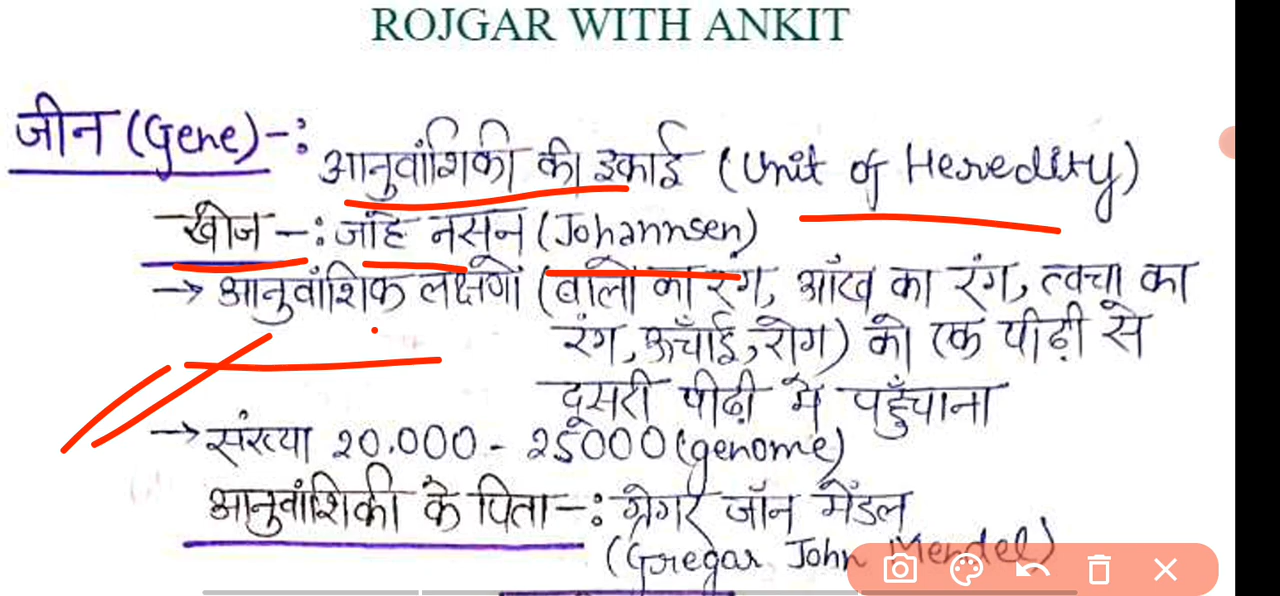 ROJGAR WITH ANKIT
जीन (Gene) -: आनुवांशिकी की इकाई (Unit of Heredity)
खोज -: जोहे नसन (Johannsen)
→ आनुवांशिक लक्षणों (बालों का रंग, आँख का रंग, त्वचा का
रंग, ऊँचाई, रोग) को एक पीढ़ी से
दूसरी पीढ़ी में पहुँचाना
→ संख्या 20,000 - 25000 (genome)
आनुवांशिकी के पिता -: ग्रेगर जॉन मेंडल
(Gregar John Mendel)